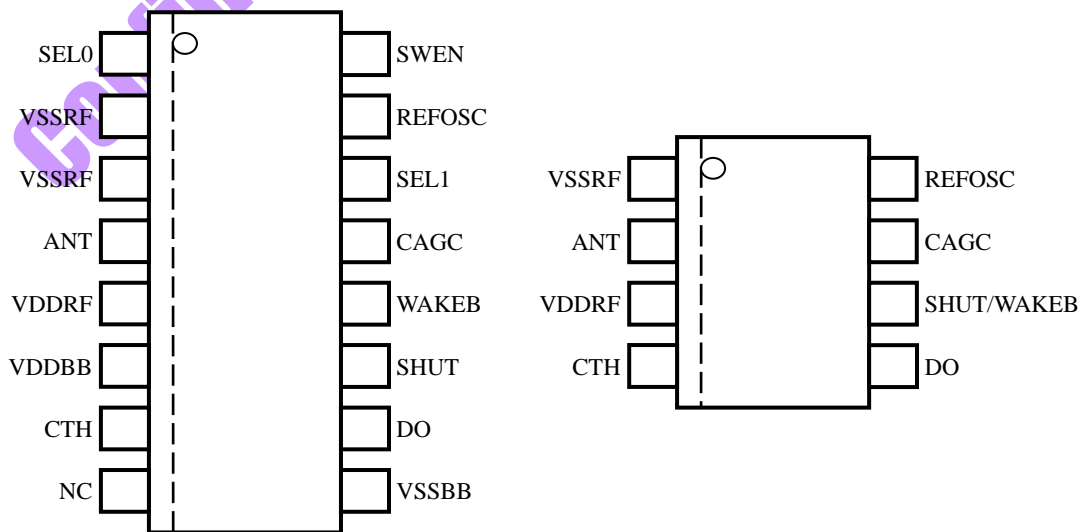 SEL0
VSSRF
VSSRF
ANT
VDDRF
VDDBB
CTH
NC
SWEN
REFOSC
SEL1
CAGC
WAKEB
SHUT
DO
VSSBB
VSSRF
ANT
VDDRF
CTH
REFOSC
CAGC
SHUT/WAKEB
DO